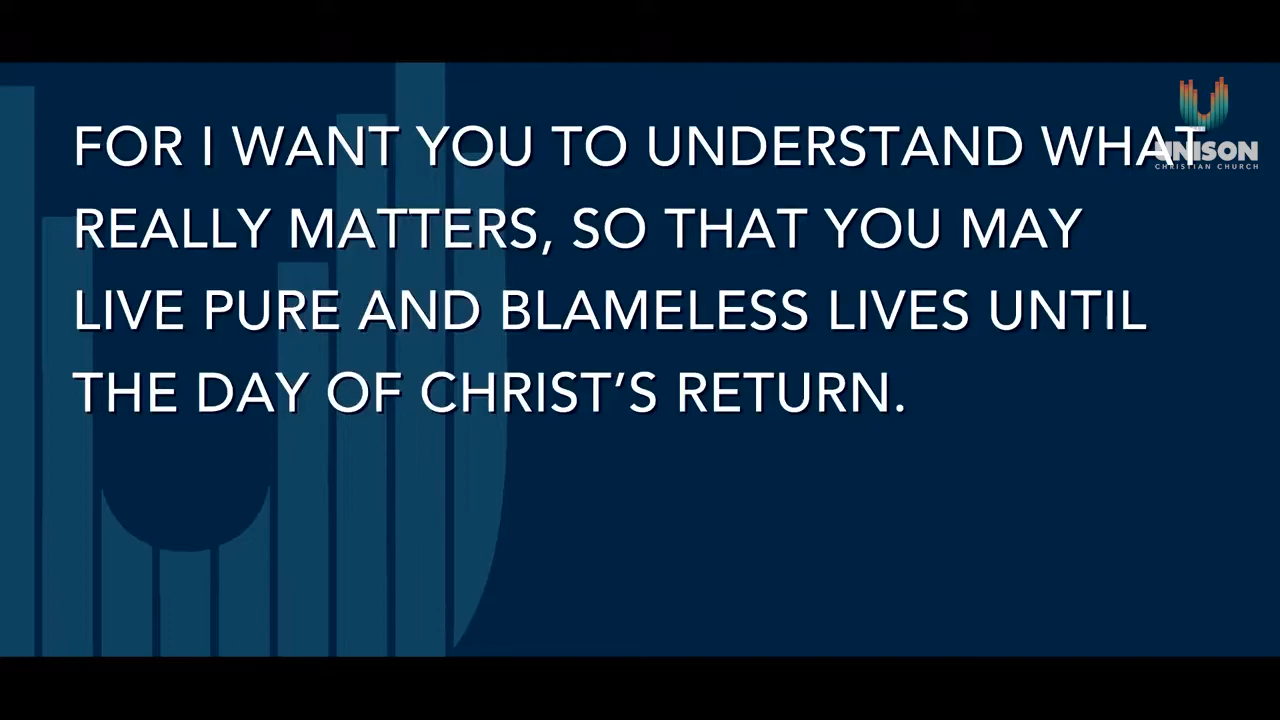 FOR I WANT YOU TO UNDERSTAND WHAT
REALLY MATTERS, SO THAT YOU MAY
LIVE PURE AND BLAMELESS LIVES UNTIL
THE DAY OF CHRIST’S RETURN.
UNISON
CHRISTIAN CHURCH